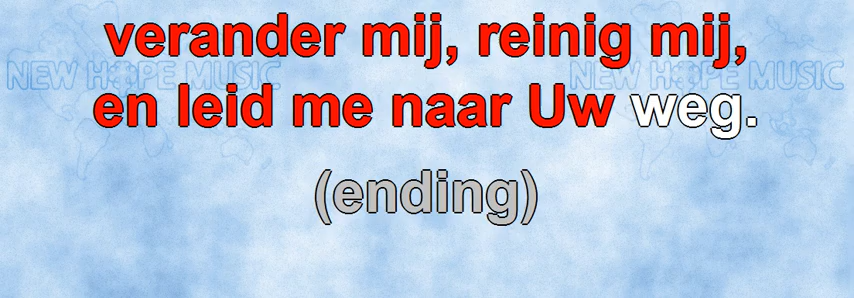 verander mij, reinig mij,
NEW HOPE MUSIC NEW HOPE MUSIC
en leid me naar Uw weg.
(ending)